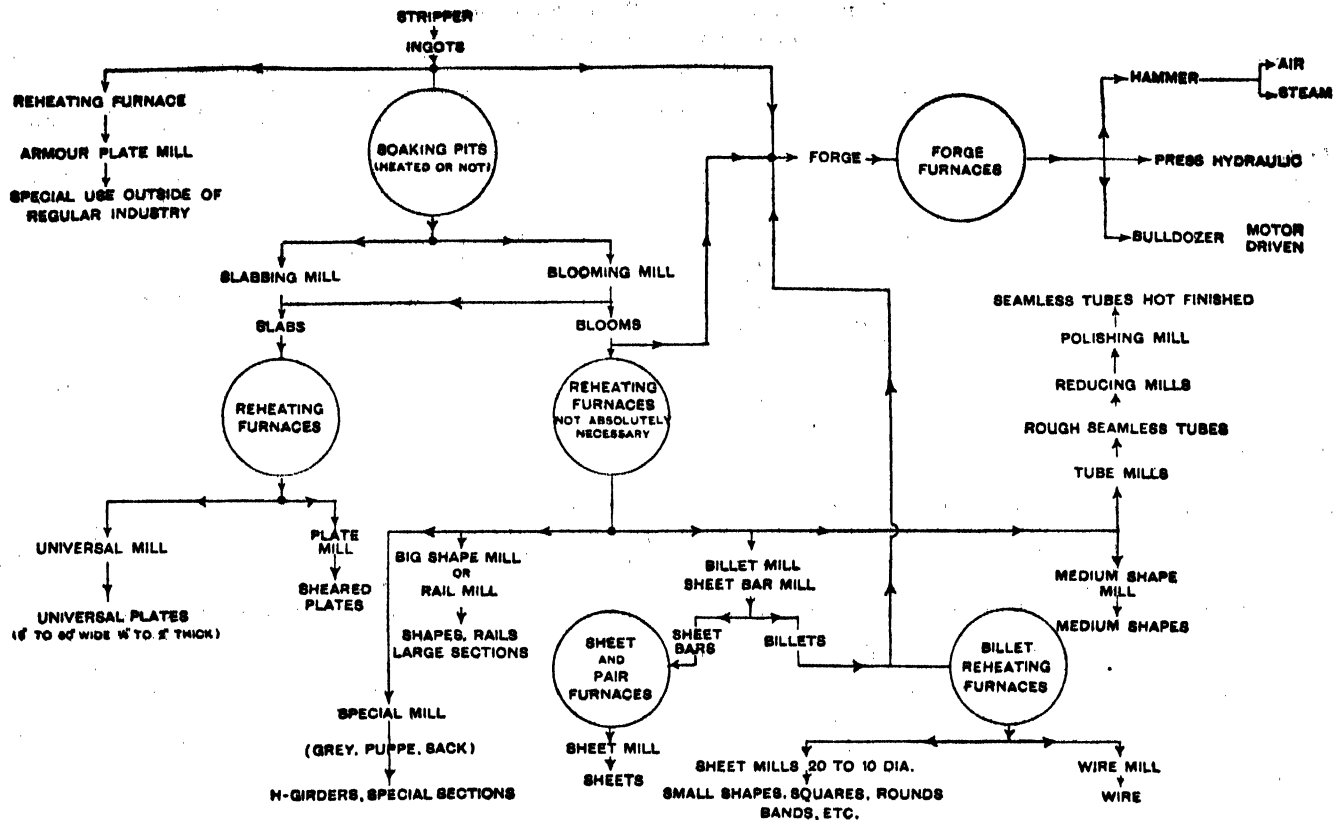 STRIPPER
INGOTS
REHEATING FURNACE
ARMOUR PLATE MILL
SPECIAL USE OUTSIDE OF
REGULAR INDUSTRY
SOAKING PITS
(HEATED OR NOT)
FORGE
FORGE
FURNACES
HAMMER
AIR
STEAM
PRESS HYDRAULIC
BULLDOZER
MOTOR
DRIVEN
SLABBING MILL
BLOOMING MILL
SLABS
BLOOMS
REHEATING
FURNACES
REHEATING
FURNACES
NOT ABSOLUTELY
NECESSARY
SEAMLESS TUBES HOT FINISHED
POLISHING MILL
REDUCING MILLS
ROUGH SEAMLESS TUBES
TUBE MILLS
UNIVERSAL MILL
UNIVERSAL PLATES
TO WIDE TO THICK)
PLATE
MILL
SHEARED
PLATES
BIG SHAPE MILL
OR
RAIL MILL
SHAPES, RAILS
LARGE SECTIONS
BILLET MILL
SHEET BAR MILL
SHEET
BARS
BILLETS
MEDIUM SHAPE
MILL
MEDIUM SHAPES
SHEET
AND
PAIR
FURNACES
BILLET
REHEATING
FURNACES
SPECIAL MILL
(GREY, PUPPE, SACK)
H-GIRDERS, SPECIAL SECTIONS
SHEET MILL
SHEETS
SHEET MILLS 20 TO 10 DIA.
SMALL SHAPES. SQUARES, ROUNDS
BANDS, ETC.
WIRE MILL
WIRE